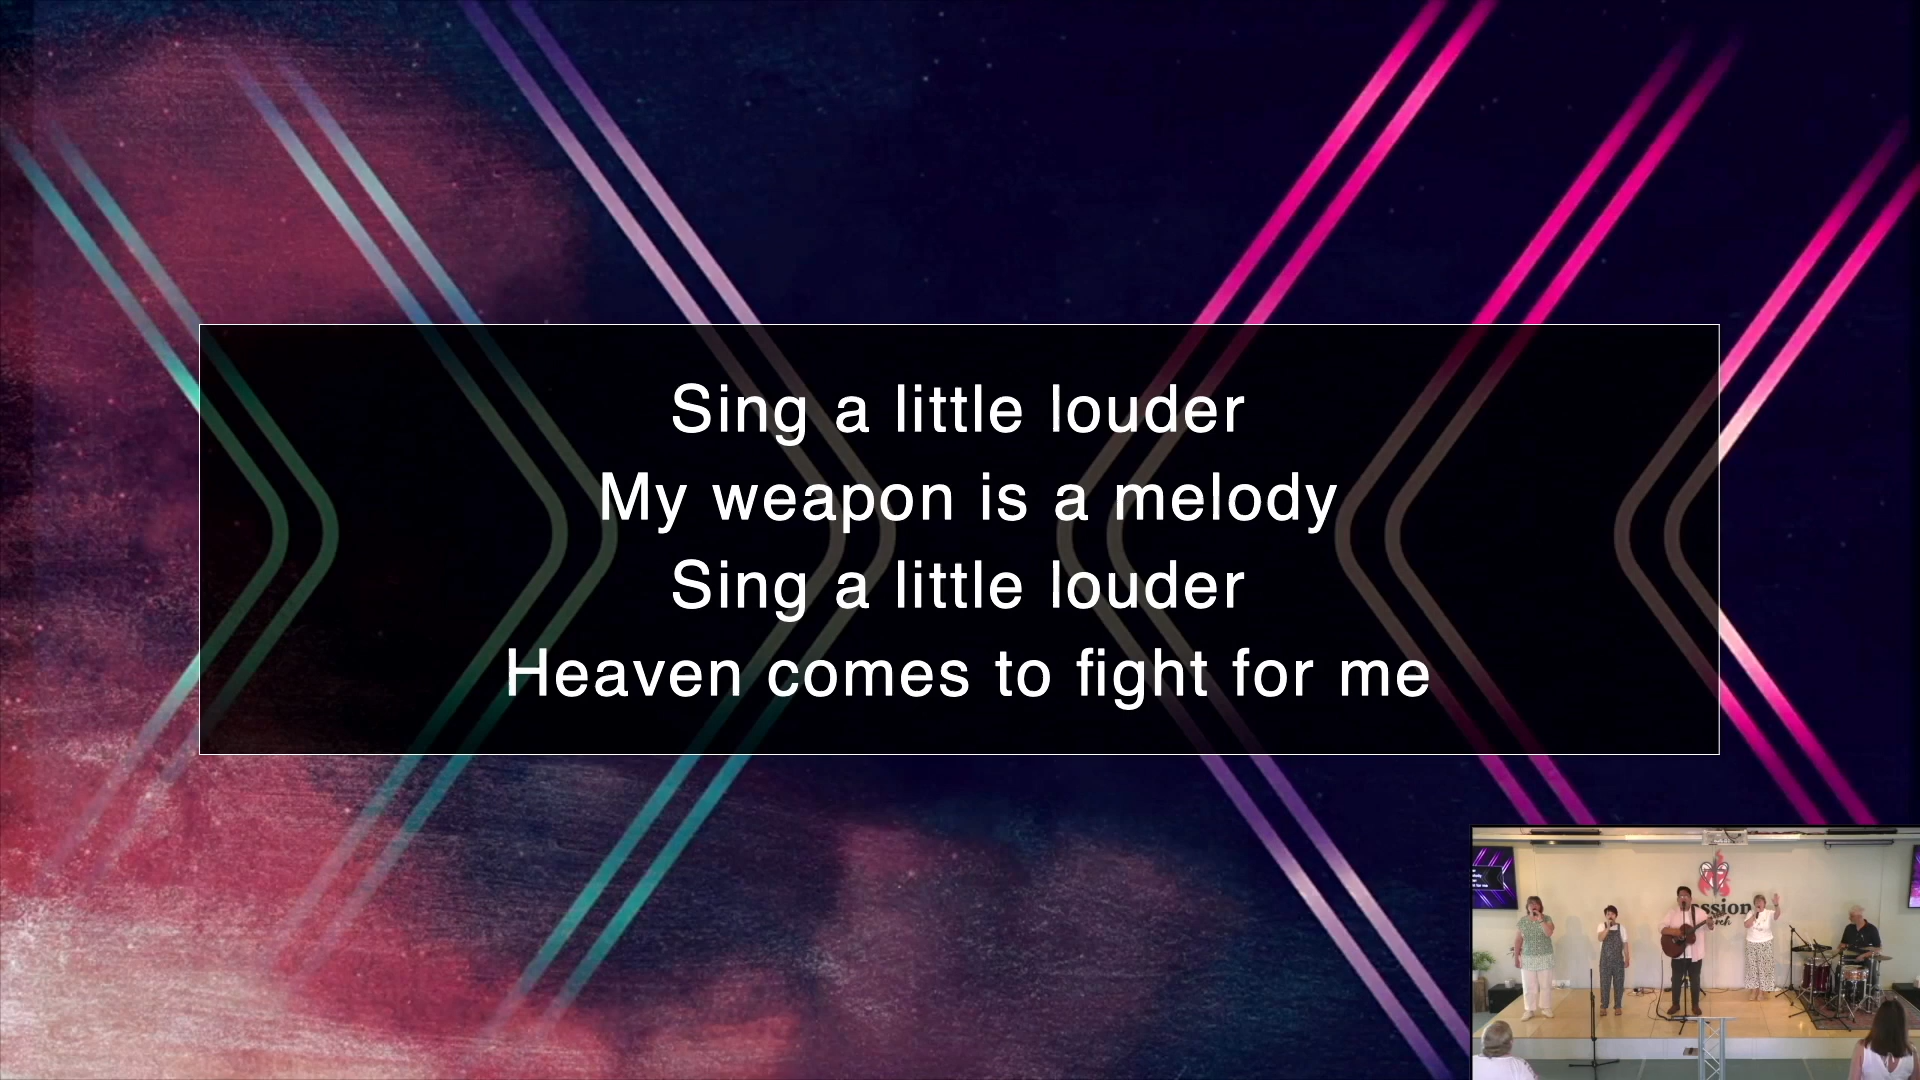 Sing a little louder
My weapon is a melody
Sing a little louder
Heaven comes to fight for me